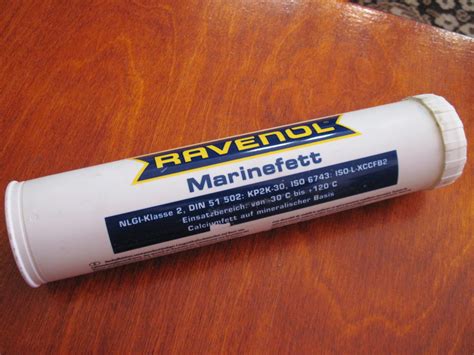 RAVENOL
Marinefett
NLGI-Klasse 2, DIN 51 502: KP2K-30, ISO 6743: ISO-L-XCCFB2
Einsatzbereich: von -30°C bis +120°C
Calciumfett auf mineralischer Basis